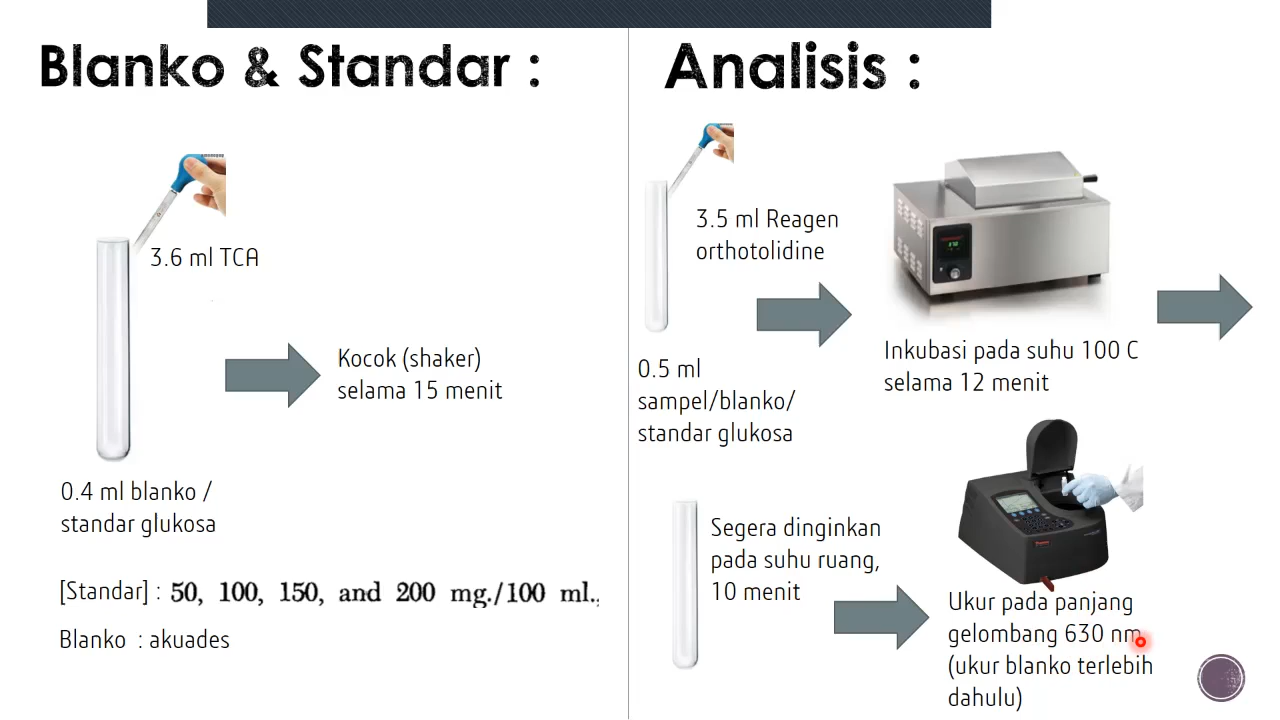 Blanko & Standar :
3.6 ml TCA
Kocok (shaker)
selama 15 menit
0.4 ml blanko /
standar glukosa
[Standar] : 50, 100, 150, and 200 mg./100 ml.,
Blanko : akuades
Analisis :
3.5 ml Reagen
orthotolidine
0.5 ml
sampel/blanko/
standar glukosa
Inkubasi pada suhu 100 C
selama 12 menit
Segera dinginkan
pada suhu ruang,
10 menit
Ukur pada panjang
gelombang 630 nm
(ukur blanko terlebih
dahulu)